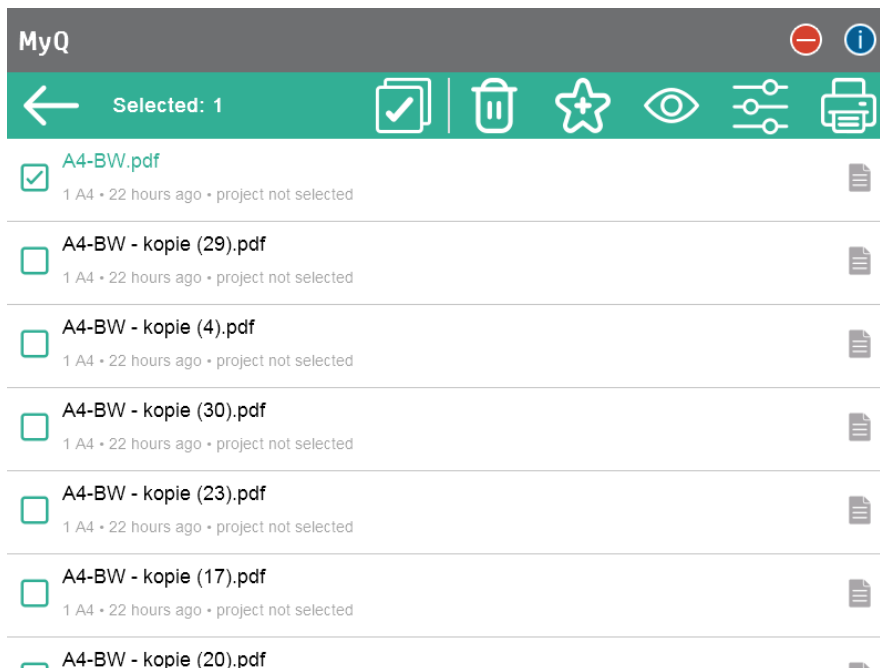 MyQ
Selected: 1
A4-BW.pdf
1 A4 • 22 hours ago • project not selected
A4-BW - kopie (29).pdf
1 A4 • 22 hours ago • project not selected
A4-BW - kopie (4).pdf
1 A4 • 22 hours ago • project not selected
A4-BW - kopie (30).pdf
1 A4 • 22 hours ago • project not selected
A4-BW - kopie (23).pdf
1 A4 • 22 hours ago • project not selected
A4-BW - kopie (17).pdf
1 A4 • 22 hours ago • project not selected
A4-BW - kopie (20).pdf